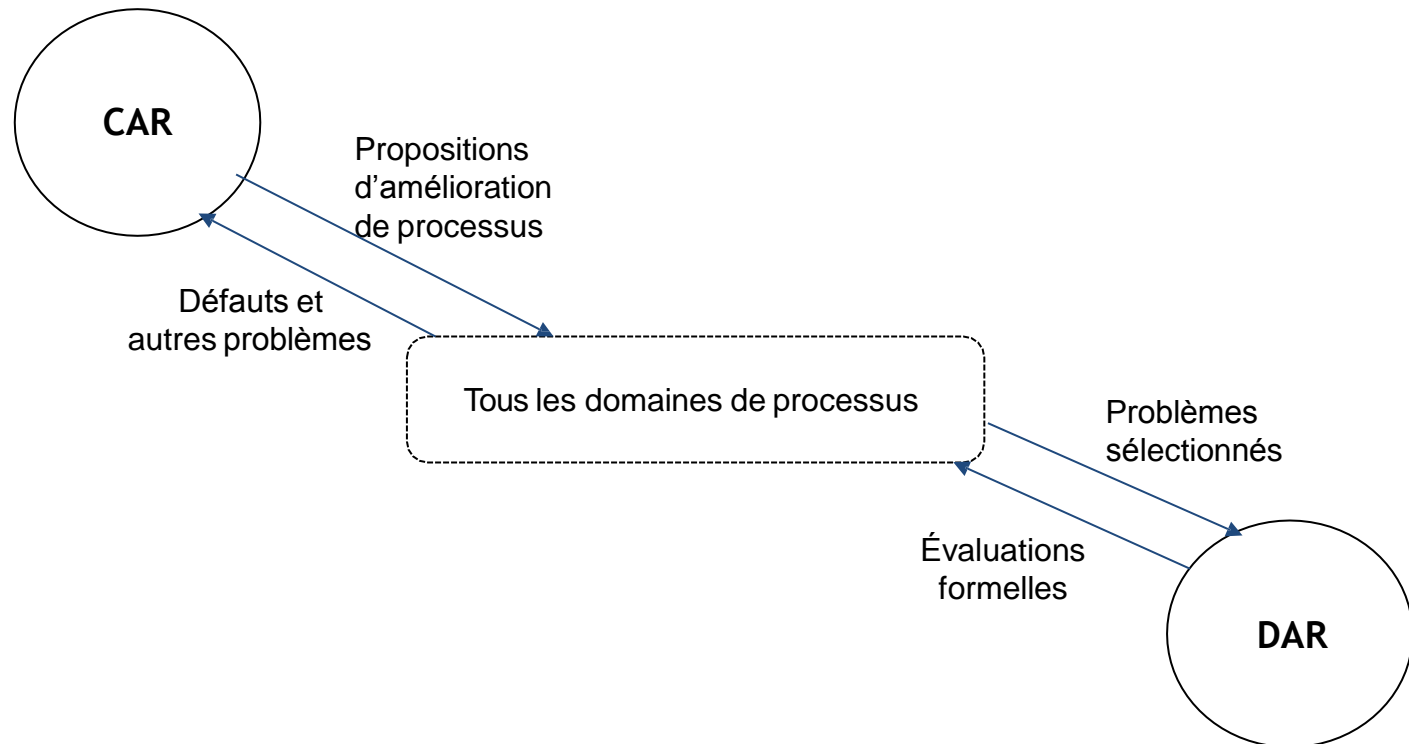 CAR
Propositions
d’amélioration
de processus
Défauts et
autres problèmes
Tous les domaines de processus
Problèmes
sélectionnés
Évaluations
formelles
DAR